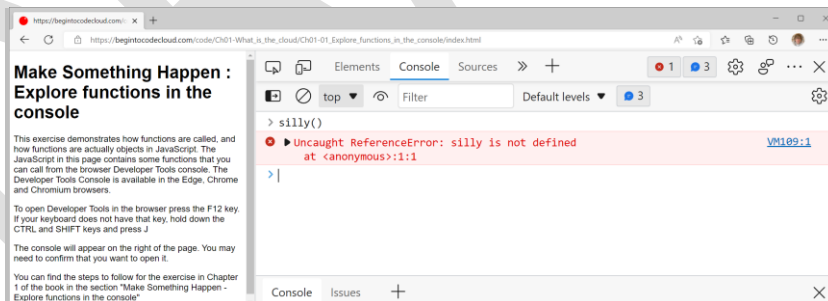 https://begintocodecloud.com/
https://begintocodecloud.com/code/Ch01-What_is_the_cloud/Ch01-01_Explore_functions_in_the_console/index.html
Make Something Happen :
Explore functions in the
console
This exercise demonstrates how functions are called, and
how functions are actually objects in JavaScript. The
JavaScript in this page contains some functions that you
can call from the browser Developer Tools console. The
Developer Tools Console is available in the Edge, Chrome
and Chromium browsers.
To open Developer Tools in the browser press the F12 key.
If your keyboard does not have that key, hold down the
CTRL and SHIFT keys and press J
The console will appear on the right of the page. You may
need to confirm that you want to open it.
You can find the steps to follow for the exercise in Chapter
1 of the book in the section "Make Something Happen -
Explore functions in the console"
Elements Console Sources 1 3
top Filter Default levels 3
> silly()
Uncaught ReferenceError: silly is not defined VM109:1
at <anonymous>:1:1
>
Console Issues